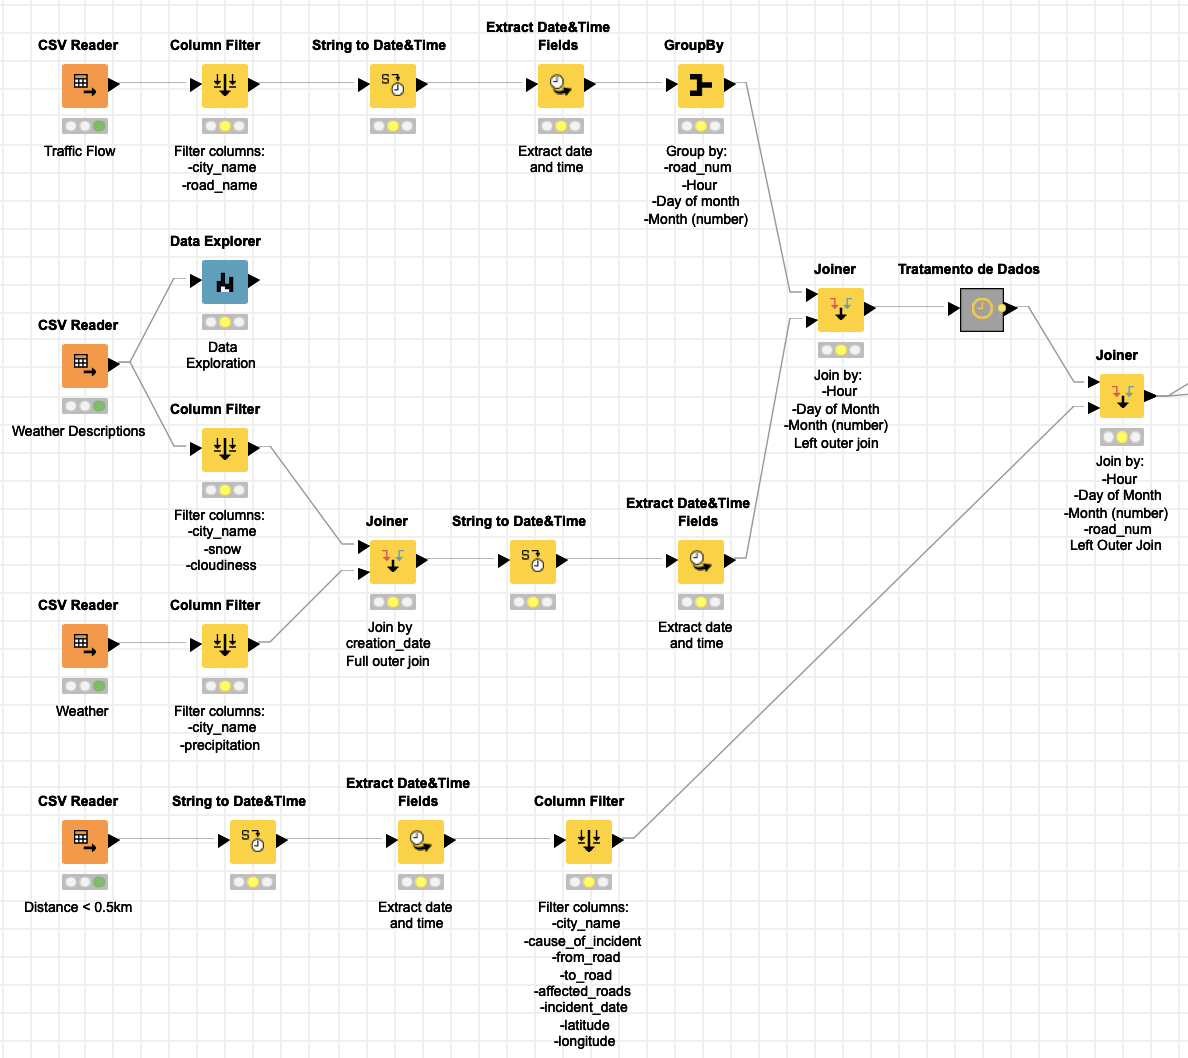 CSV Reader
Traffic Flow
Column Filter
Filter columns:
-city_name
-road_name
String to Date&Time
Extract Date&Time
Fields
Extract date
and time
GroupBy
Group by:
-road_num
-Hour
-Day of month
-Month (number)
Data Explorer
Data
Exploration
CSV Reader
Weather Descriptions
Column Filter
Filter columns:
-city_name
-snow
-cloudiness
Joiner
Join by
creation_date
Full outer join
String to Date&Time
Extract Date&Time
Fields
Extract date
and time
Joiner
Join by:
-Hour
-Day of Month
-Month (number)
Left outer join
Tratamento de Dados
Joiner
Join by:
-Hour
-Day of Month
-Month (number)
-road_num
Left Outer Join
CSV Reader
Weather
Column Filter
Filter columns:
-city_name
-precipitation
CSV Reader
Distance < 0.5km
String to Date&Time
Extract Date&Time
Fields
Extract date
and time
Column Filter
Filter columns:
-city_name
-cause_of_incident
-from_road
-to_road
-affected_roads
-incident_date
-latitude
-longitude